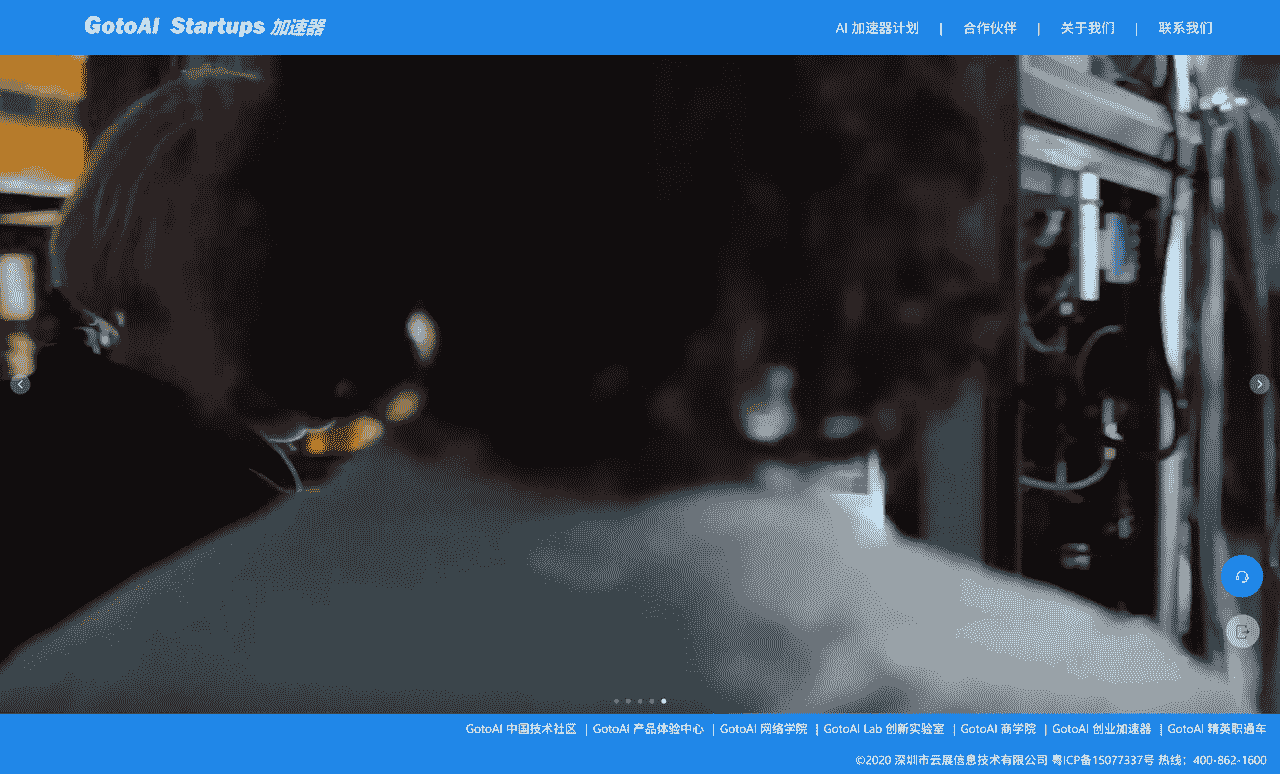 GotoAI Startups 加速器
AI 加速器计划 | 合作伙伴 | 关于我们 | 联系我们
GotoAI 中国技术社区 | GotoAI 产品体验中心 | GotoAI 网络学院 | GotoAI Lab 创新实验室 | GotoAI 商学院 | GotoAI 创业加速器 | GotoAI 精英职通车
©2020 深圳市云展信息技术有限公司 粤ICP备15077337号 热线：400-862-1600